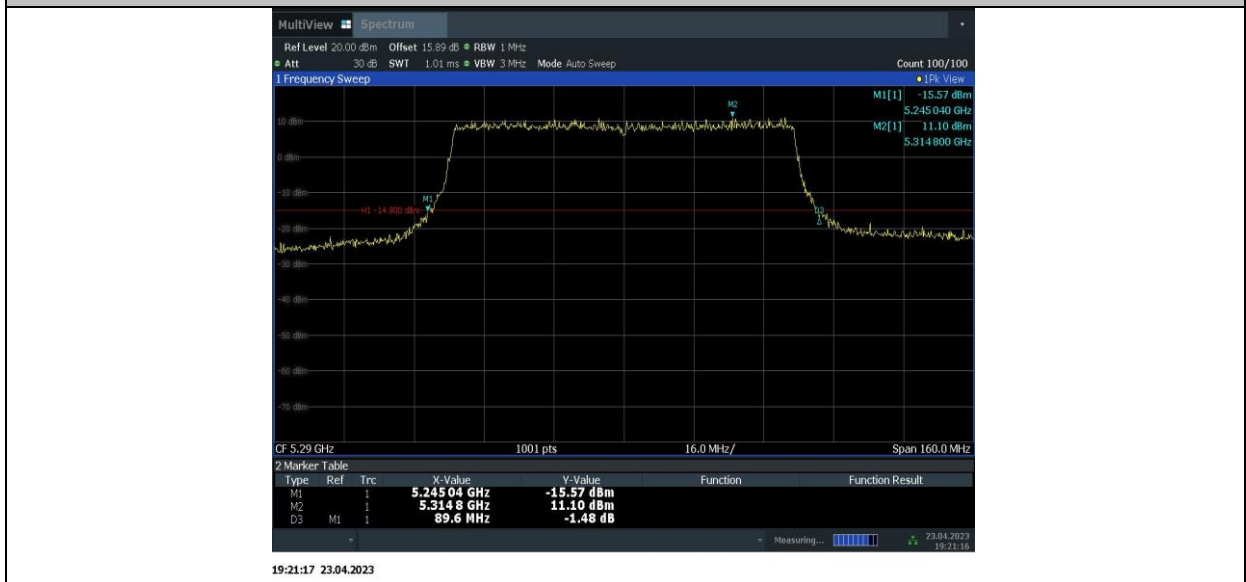 MultiView Spectrum
Ref Level 20.00 dBm Offset 15.89 dB RBW 1 MHz
Att 30 dB SWT 1.01 ms VBW 3 MHz Mode Auto Sweep Count 100/100
1 Frequency Sweep 1Pk View
M1[1] -15.57 dBm
5.245 040 GHz
M2
10 dBm
M2[1] 11.10 dBm
5.314 800 GHz
0 dBm
-10 dBm
M1
H1 -14.900 dBm
D3
-20 dBm
-30 dBm
-40 dBm
-50 dBm
-60 dBm
-70 dBm
CF 5.29 GHz 1001 pts 16.0 MHz/ Span 160.0 MHz
2 Marker Table
Type Ref Trc X-Value Y-Value Function Function Result
M1 1 5.245 04 GHz -15.57 dBm
M2 1 5.314 8 GHz 11.10 dBm
D3 M1 1 89.6 MHz -1.48 dB
Measuring... 23.04.2023
19:21:16
19:21:17 23.04.2023